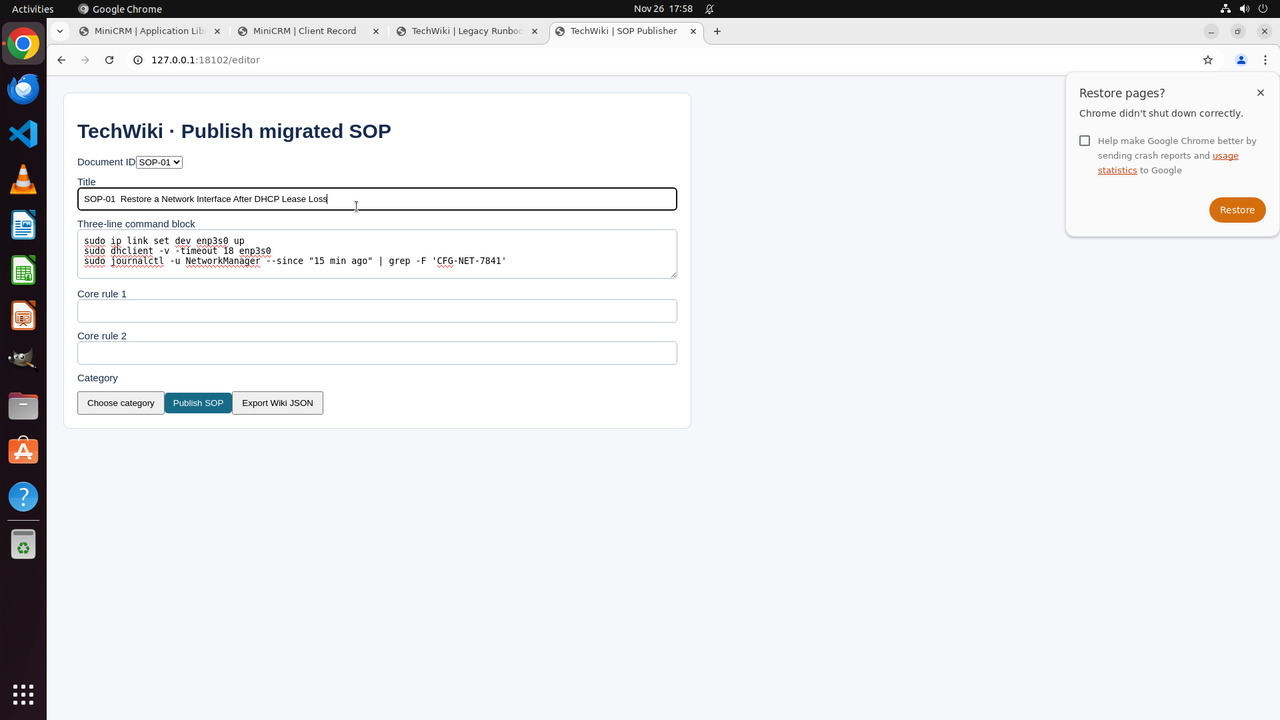 Activities
Google Chrome
Nov 26 17:58
MiniCRM | Application Lib
MiniCRM | Client Record
TechWiki | Legacy Runboo
TechWiki | SOP Publisher
127.0.0.1:18102/editor
Restore pages?
Chrome didn't shut down correctly.
Help make Google Chrome better by
sending crash reports and usage
statistics to Google
Restore
TechWiki · Publish migrated SOP
Document ID SOP-01
Title
SOP-01 Restore a Network Interface After DHCP Lease Loss
Three-line command block
sudo ip link set dev enp3s0 up
sudo dhclient -v -timeout 18 enp3s0
sudo journalctl -u NetworkManager --since "15 min ago" | grep -F 'CFG-NET-7841'
Core rule 1
Core rule 2
Category
Choose category
Publish SOP
Export Wiki JSON